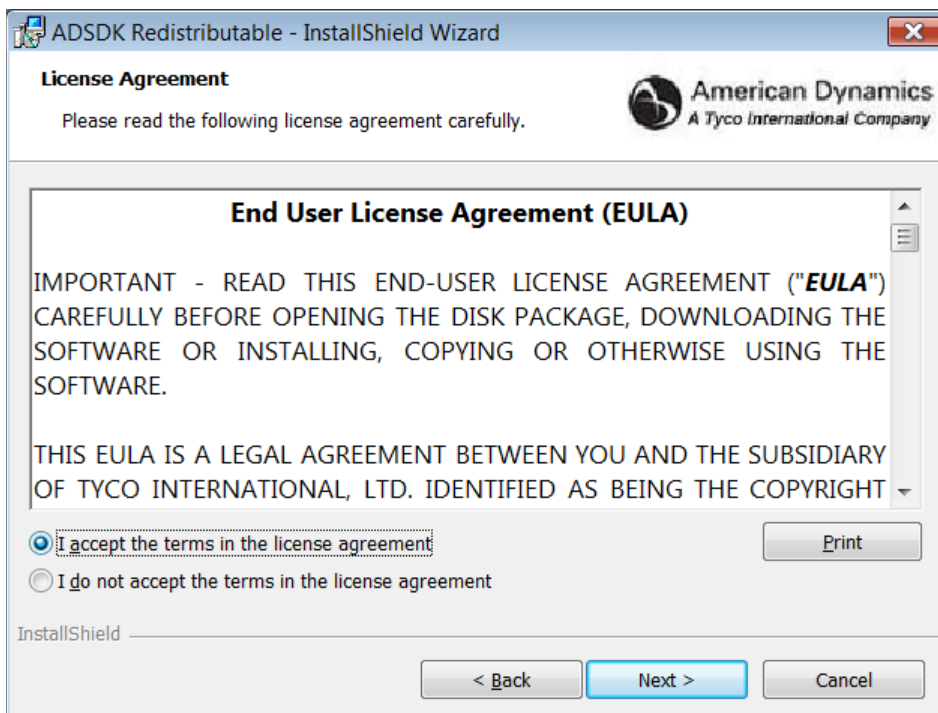 ADSDK Redistributable - InstallShield Wizard
License Agreement
Please read the following license agreement carefully.
American Dynamics
A Tyco International Company
End User License Agreement (EULA)
IMPORTANT - READ THIS END-USER LICENSE AGREEMENT ("EULA")
CAREFULLY BEFORE OPENING THE DISK PACKAGE, DOWNLOADING THE
SOFTWARE OR INSTALLING, COPYING OR OTHERWISE USING THE
SOFTWARE.
THIS EULA IS A LEGAL AGREEMENT BETWEEN YOU AND THE SUBSIDIARY
OF TYCO INTERNATIONAL, LTD. IDENTIFIED AS BEING THE COPYRIGHT
I accept the terms in the license agreement
Print
I do not accept the terms in the license agreement
InstallShield
< Back
Next >
Cancel